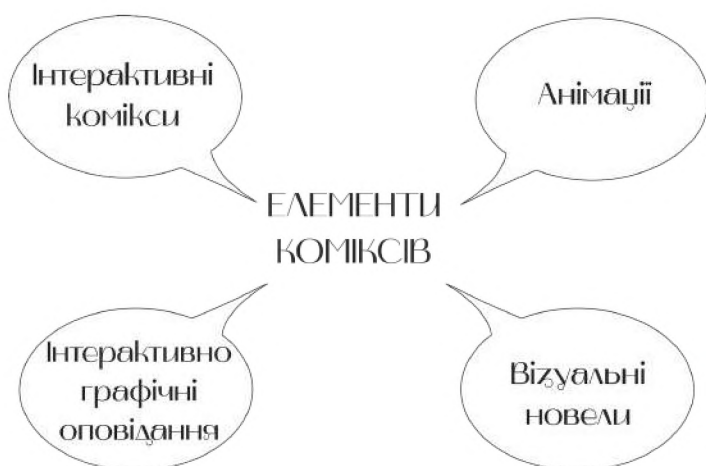 Інтерактивні
комікси
Анімації
ЕЛЕМЕНТИ
КОМІКСІВ
Інтерактивно
графічні
оповідання
Візуальні
новели